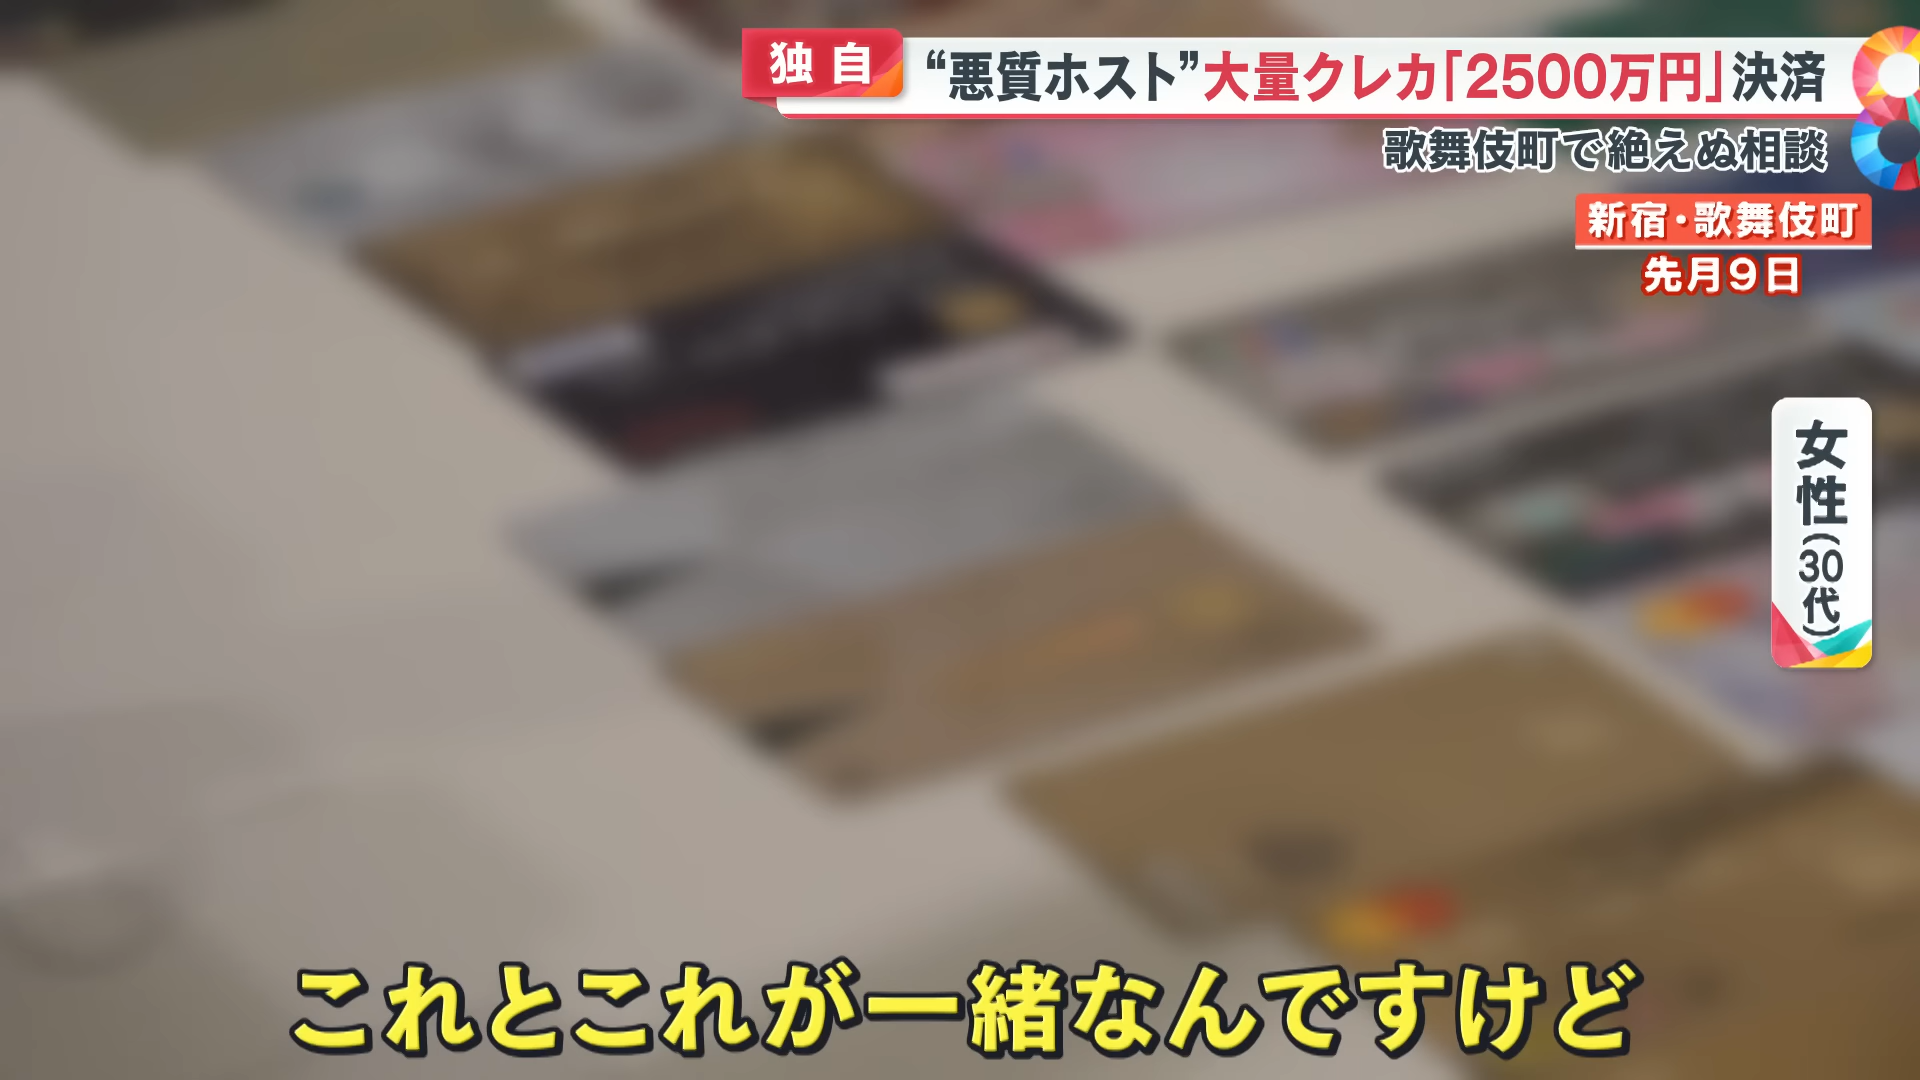 独自
“悪質ホスト”大量クレカ「2500万円」決済
歌舞伎町で絶えぬ相談
新宿・歌舞伎町
先月9日
女性(30代)
これとこれが一緒なんですけど